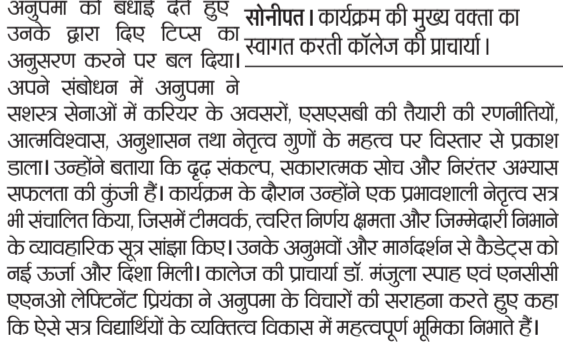 अनुपमा को बधाई देते हुए
उनके द्वारा दिए टिप्स का
अनुसरण करने पर बल दिया।
अपने संबोधन में अनुपमा ने
सोनीपत। कार्यक्रम की मुख्य वक्ता का
स्वागत करती कॉलेज की प्राचार्या।
सशस्त्र सेनाओं में करियर के अवसरों, एसएसबी की तैयारी की रणनीतियों,
आत्मविश्वास, अनुशासन तथा नेतृत्व गुणों के महत्व पर विस्तार से प्रकाश
डाला। उन्होंने बताया कि दृढ़ संकल्प, सकारात्मक सोच और निरंतर अभ्यास
सफलता की कुंजी हैं। कार्यक्रम के दौरान उन्होंने एक प्रभावशाली नेतृत्व सत्र
भी संचालित किया, जिसमें टीमवर्क, त्वरित निर्णय क्षमता और जिम्मेदारी निभाने
के व्यावहारिक सूत्र सांझा किए। उनके अनुभवों और मार्गदर्शन से कैडेट्स को
नई ऊर्जा और दिशा मिली। कालेज की प्राचार्या डॉ. मंजुला स्पाह एवं एनसीसी
एएनओ लेफ्टिनेंट प्रियंका ने अनुपमा के विचारों की सराहना करते हुए कहा
कि ऐसे सत्र विद्यार्थियों के व्यक्तित्व विकास में महत्वपूर्ण भूमिका निभाते हैं।